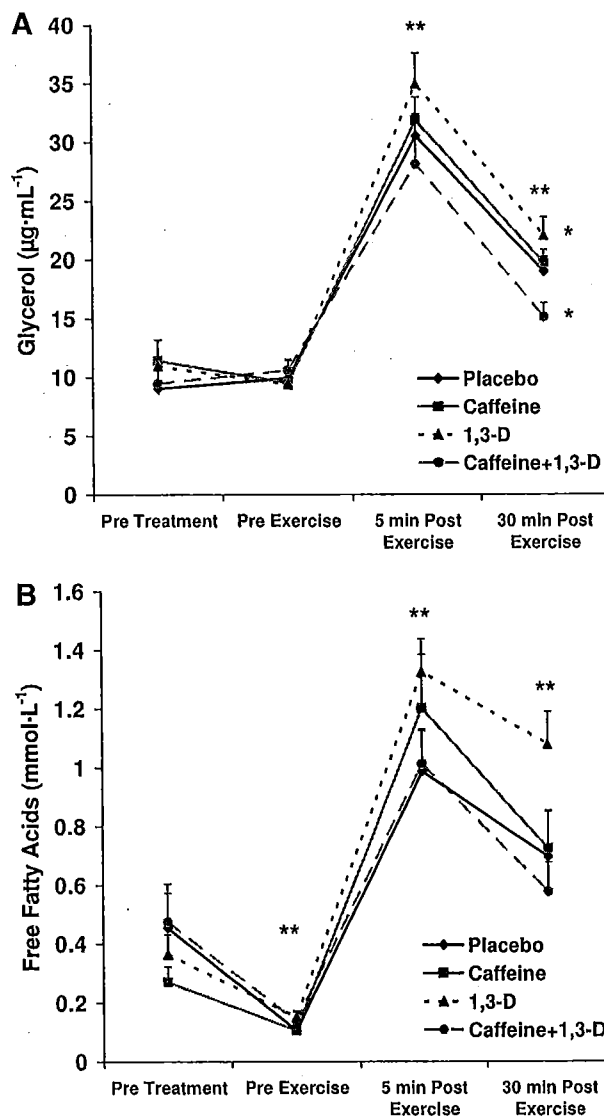 A
40
**
35
30
**
25
*
20
*
15
10
5
0
Glycerol (µg·mL⁻¹)
Placebo
Caffeine
1,3-D
Caffeine+1,3-D
Pre Treatment Pre Exercise 5 min Post 30 min Post
Exercise Exercise
B
1.6
**
1.4
**
1.2
1
0.8
0.6
**
0.4
0.2
0
Free Fatty Acids (mmol·L⁻¹)
Placebo
Caffeine
1,3-D
Caffeine+1,3-D
Pre Treatment Pre Exercise 5 min Post 30 min Post
Exercise Exercise